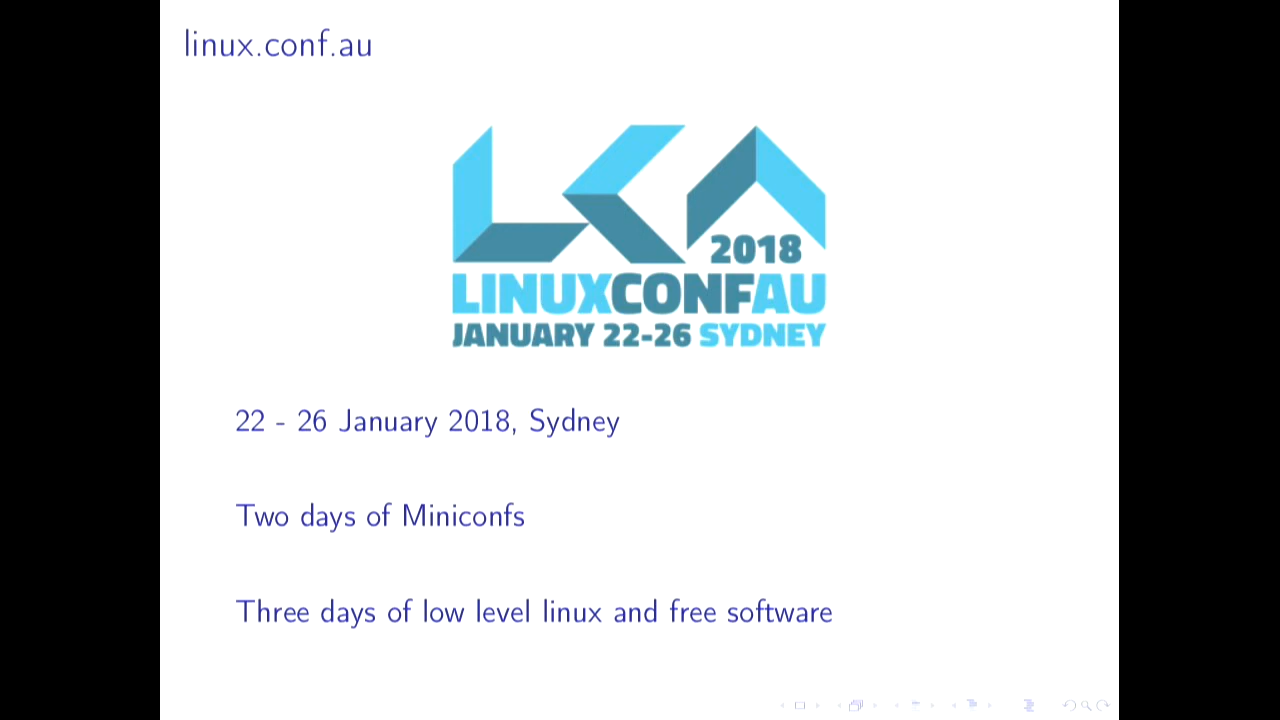 linux.conf.au
LKA
2018
LINUXCONFAU
JANUARY 22-26 SYDNEY
22 - 26 January 2018, Sydney
Two days of Miniconfs
Three days of low level linux and free software